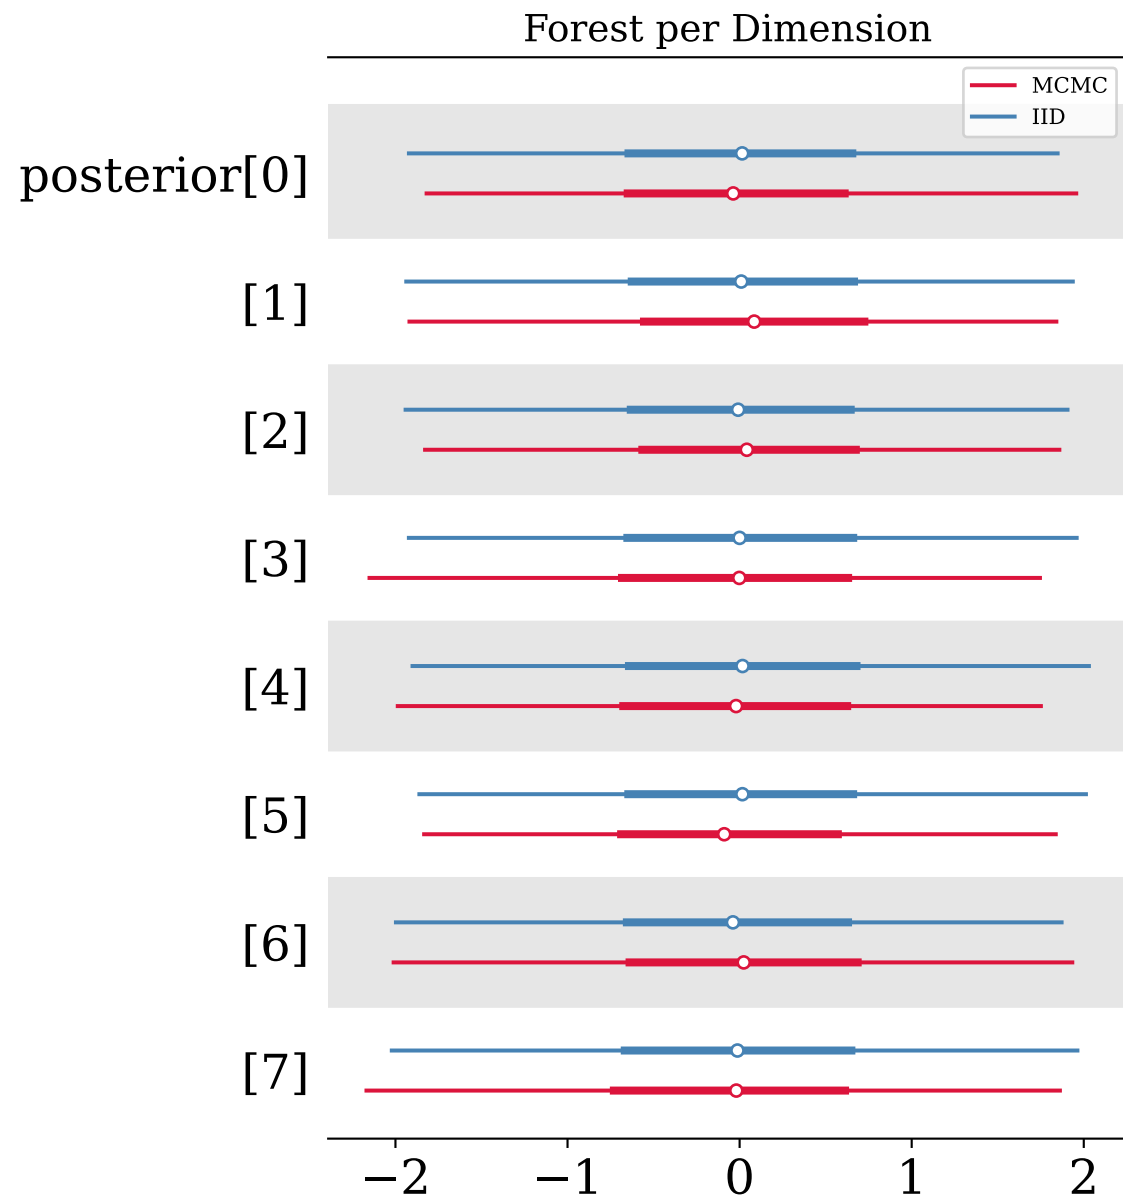 Forest per Dimension
MCMC
IID
posterior[0]
[1]
[2]
[3]
[4]
[5]
[6]
[7]
−2 −1 0 1 2